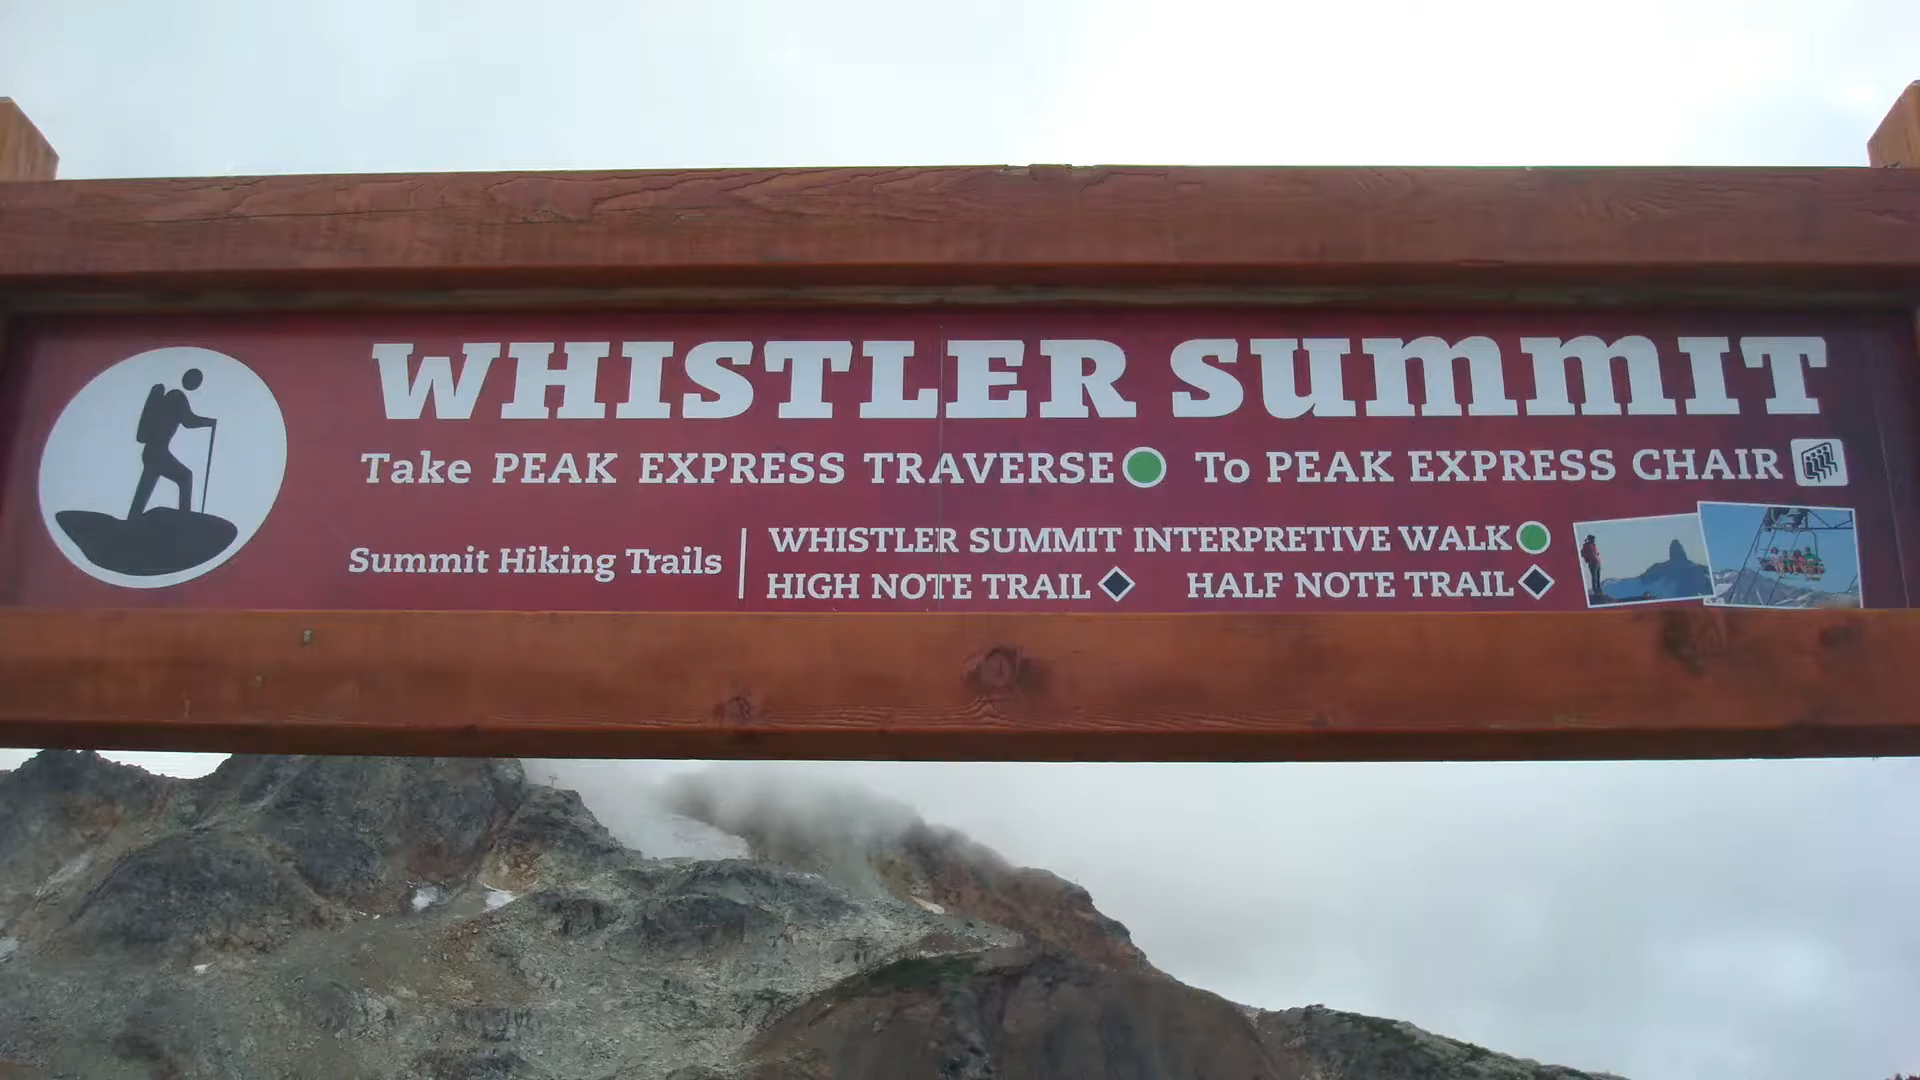 WHISTLER SUMMIT
Take PEAK EXPRESS TRAVERSE To PEAK EXPRESS CHAIR
Summit Hiking Trails
WHISTLER SUMMIT INTERPRETIVE WALK
HIGH NOTE TRAIL HALF NOTE TRAIL